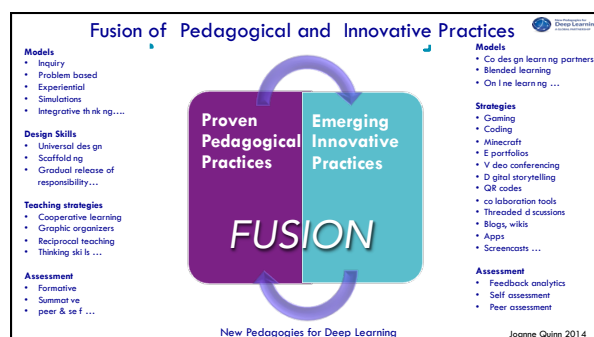 Fusion of Pedagogical and Innovative Practices
New Pedagogies for
Deep Learning
Models
• Inquiry
• Problem based
• Experiential
• Simulations
• Integrative th nk ng....
Design Skills
• Universal des gn
• Scaffold ng
• Gradual release of
responsibility...
Teaching strategies
• Cooperative learning
• Graphic organizers
• Reciprocal teaching
• Thinking ski ls ...
Assessment
• Formative
• Summat ve
• peer & se f ...
Proven
Pedagogical
Practices
Emerging
Innovative
Practices
FUSION
Models
• Co des gn learn ng partners
• Blended learning
• On l ne learn ng ...
Strategies
• Gaming
• Coding
• Minecraft
• E portfolios
• V deo conferencing
• D gital storytelling
• QR codes
• co laboration tools
• Threaded d scussions
• Blogs, wikis
• Apps
• Screencasts ...
Assessment
• Feedback analytics
• Self assessment
• Peer assessment
New Pedagogies for Deep Learning
Joanne Quinn 2014